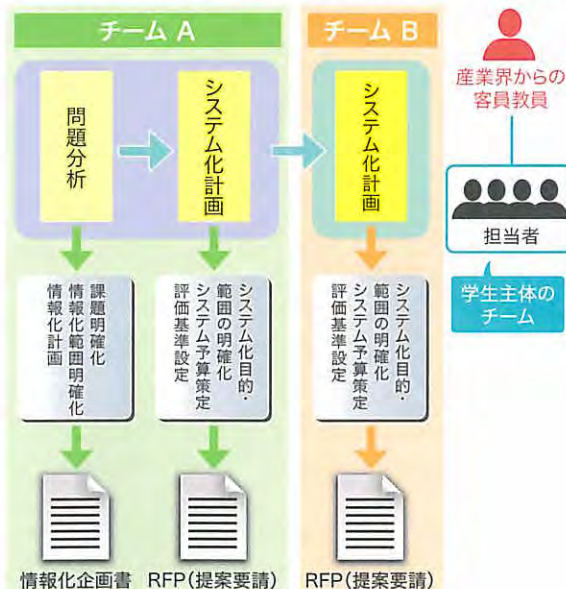 チーム A
問題分析
システム化計画
課題明確化
情報化範囲明確化
情報化計画
システム化目的・
範囲の明確化
システム予算策定
評価基準設定
情報化企画書
RFP(提案要請)
チーム B
システム化計画
システム化目的・
範囲の明確化
システム予算策定
評価基準設定
RFP(提案要請)
産業界からの
客員教員
担当者
学生主体の
チーム